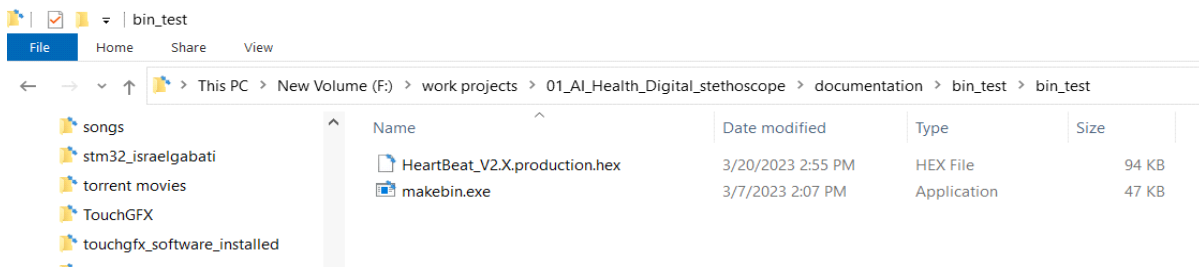 bin_test
File Home Share View
This PC > New Volume (F:) > work projects > 01_AI_Health_Digital_stethoscope > documentation > bin_test > bin_test
songs
stm32_israelgabati
torrent movies
TouchGFX
touchgfx_software_installed
Name Date modified Type Size
HeartBeat_V2.X.production.hex 3/20/2023 2:55 PM HEX File 94 KB
makebin.exe 3/7/2023 2:07 PM Application 47 KB